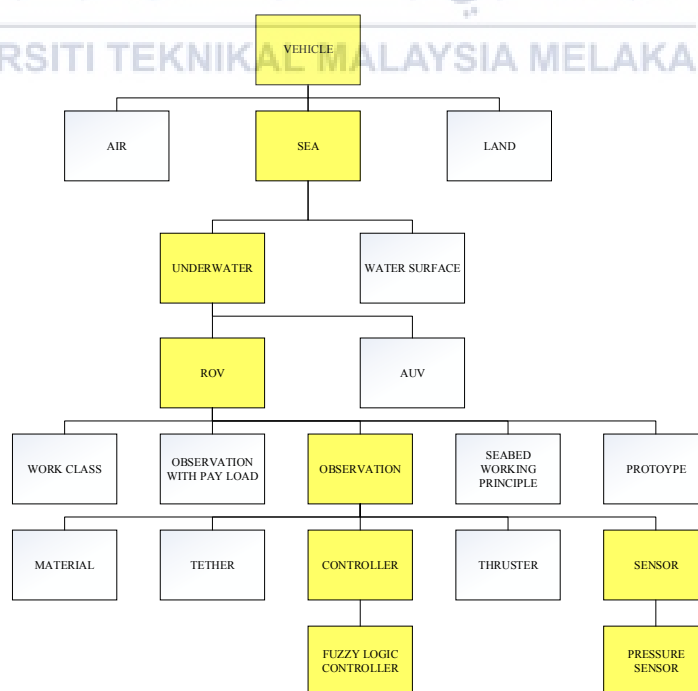 VEHICLE
RSITI TEKNIKAL MALAYSIA MELAKA
AIR
SEA
LAND
UNDERWATER
WATER SURFACE
ROV
AUV
WORK CLASS
OBSERVATION
WITH PAY LOAD
OBSERVATION
SEABED
WORKING
PRINCIPLE
PROTOYPE
MATERIAL
TETHER
CONTROLLER
THRUSTER
SENSOR
FUZZY LOGIC
CONTROLLER
PRESSURE
SENSOR